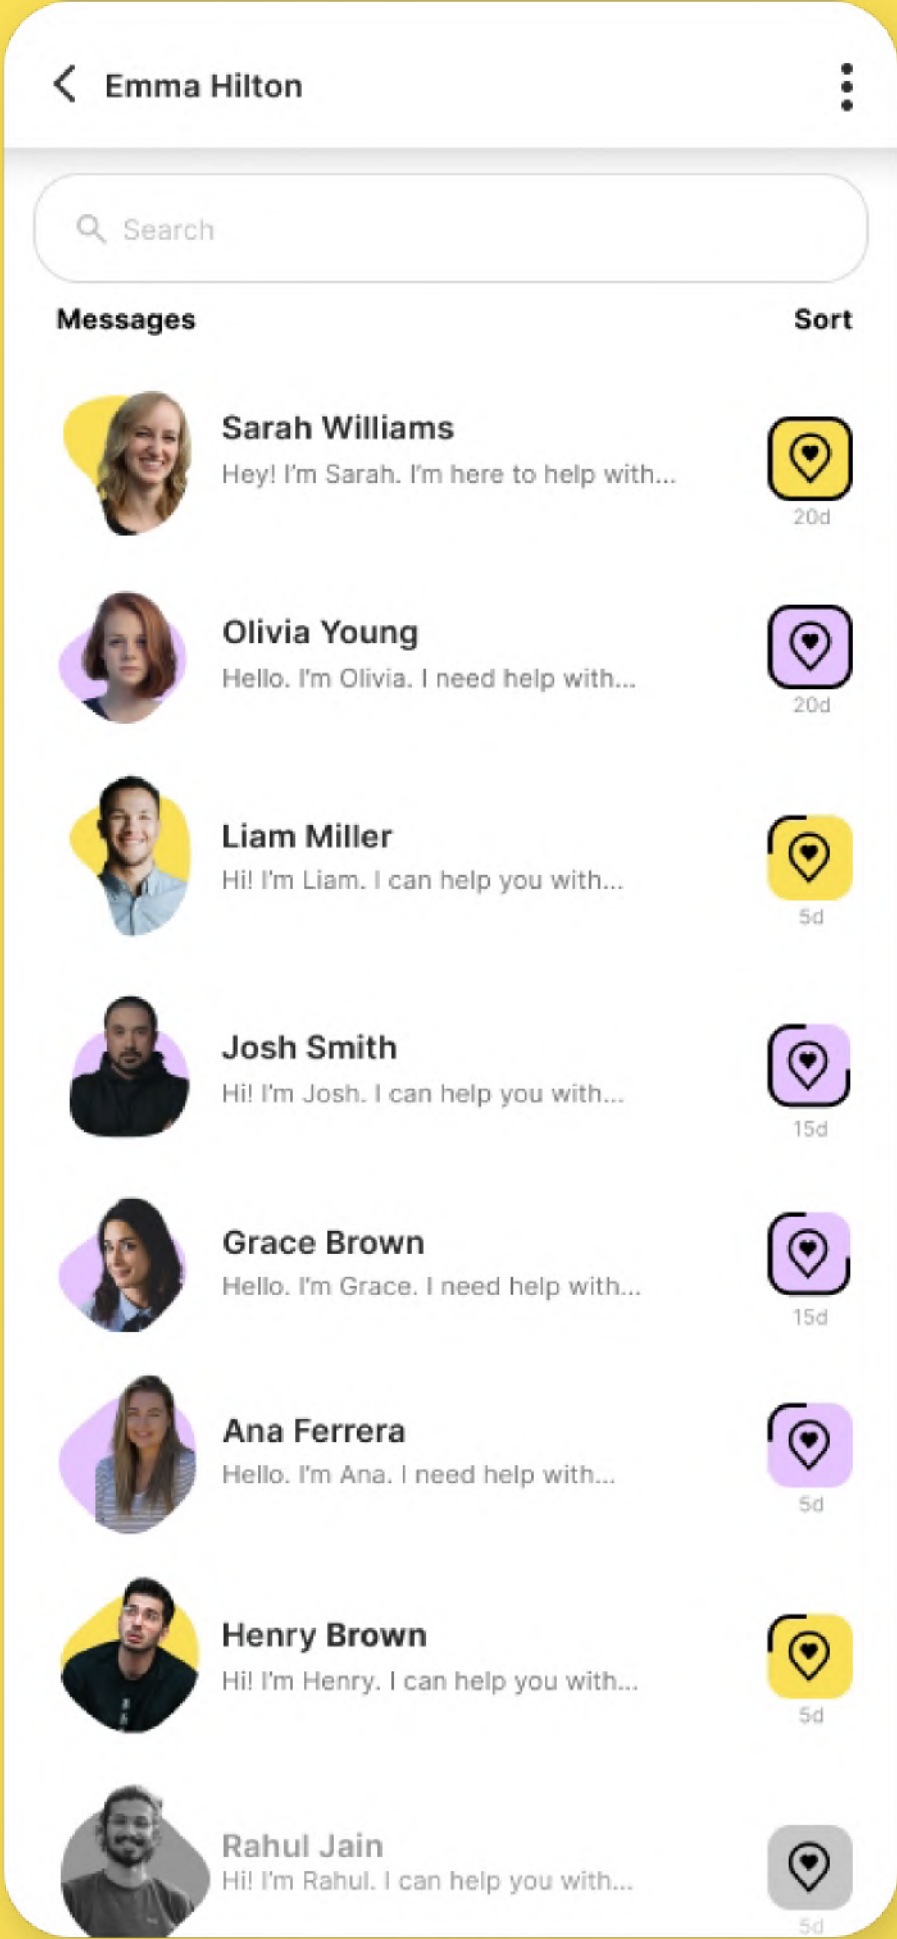 Emma Hilton
Search
Messages
Sort
Sarah Williams
Hey! I'm Sarah. I'm here to help with...
20d
Olivia Young
Hello. I'm Olivia. I need help with...
20d
Liam Miller
Hi! I'm Liam. I can help you with...
5d
Josh Smith
Hi! I'm Josh. I can help you with...
15d
Grace Brown
Hello. I'm Grace. I need help with...
15d
Ana Ferrera
Hello. I'm Ana. I need help with...
5d
Henry Brown
Hi! I'm Henry. I can help you with...
5d
Rahul Jain
Hi! I'm Rahul. I can help you with...
5d